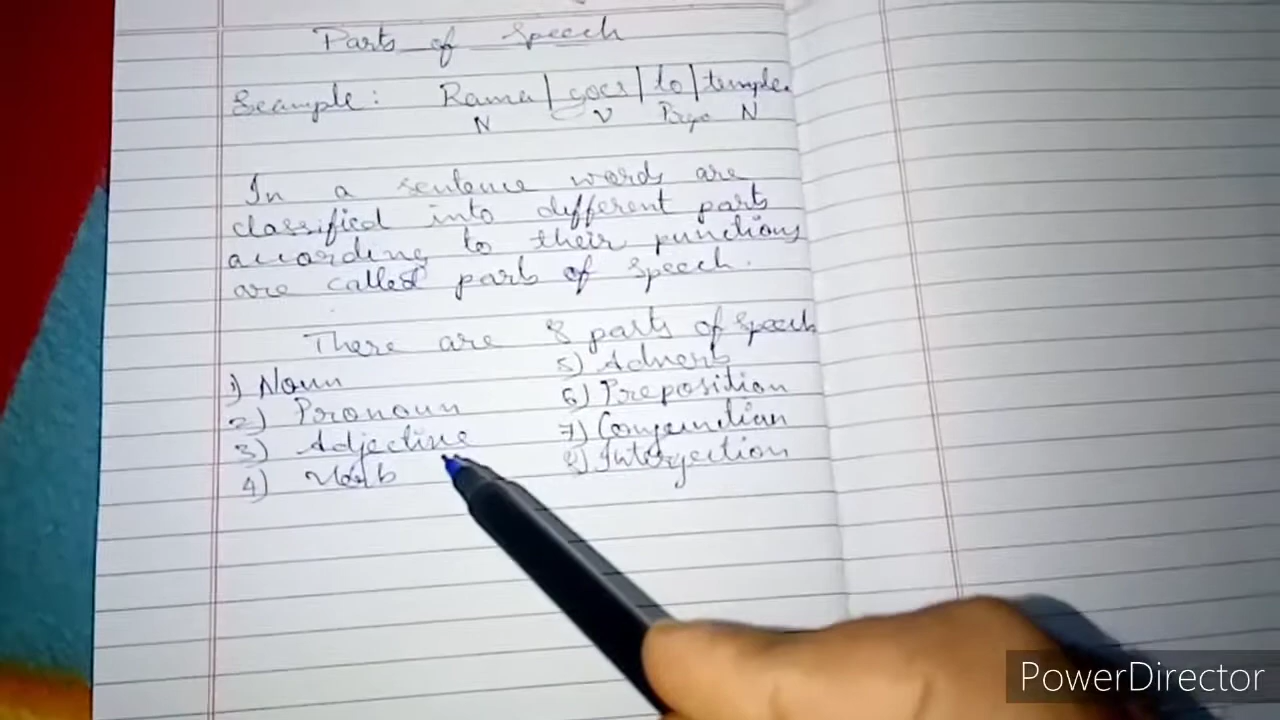 Parts of Speech
Example: Rama | goes | to | temple.
N V Prep N
In a sentence words are
classified into different parts
according to their functions
are called parts of speech.
There are 8 parts of speech
1) Noun
2) Pronoun
3) Adjective
4) Verb
5) Adverb
6) Preposition
7) Conjunction
8) Interjection
PowerDirector